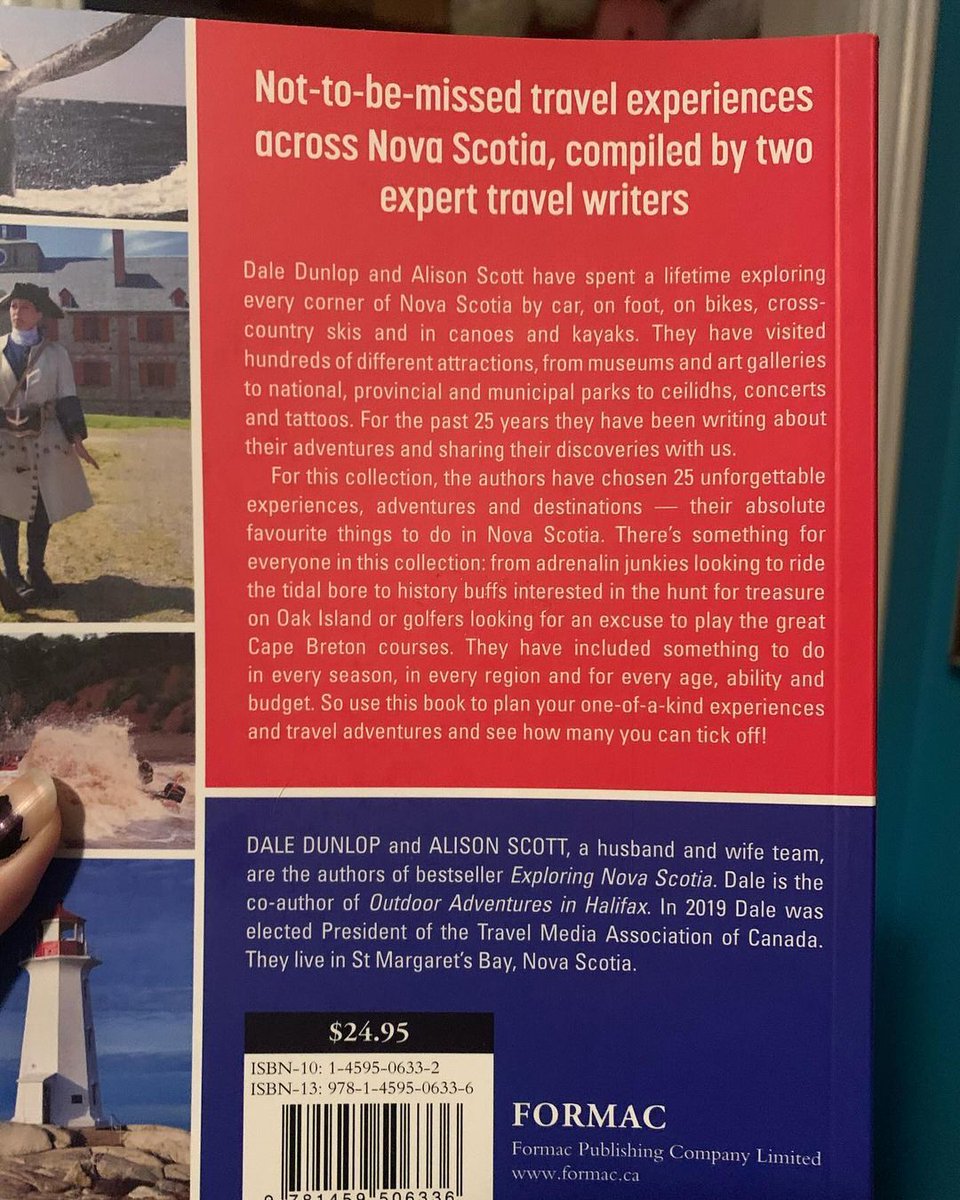 Not-to-be-missed travel experiences
across Nova Scotia, compiled by two
expert travel writers
Dale Dunlop and Alison Scott have spent a lifetime exploring
every corner of Nova Scotia by car, on foot, on bikes, cross-
country skis and in canoes and kayaks. They have visited
hundreds of different attractions, from museums and art galleries
to national, provincial and municipal parks to ceilidhs, concerts
and tattoos. For the past 25 years they have been writing about
their adventures and sharing their discoveries with us.
For this collection, the authors have chosen 25 unforgettable
experiences, adventures and destinations — their absolute
favourite things to do in Nova Scotia. There's something for
everyone in this collection: from adrenalin junkies looking to ride
the tidal bore to history buffs interested in the hunt for treasure
on Oak Island or golfers looking for an excuse to play the great
Cape Breton courses. They have included something to do
in every season, in every region and for every age, ability and
budget. So use this book to plan your one-of-a-kind experiences
and travel adventures and see how many you can tick off!
DALE DUNLOP and ALISON SCOTT, a husband and wife team,
are the authors of bestseller Exploring Nova Scotia. Dale is the
co-author of Outdoor Adventures in Halifax. In 2019 Dale was
elected President of the Travel Media Association of Canada.
They live in St Margaret's Bay, Nova Scotia.
$24.95
ISBN-10: 1-4595-0633-2
ISBN-13: 978-1-4595-0633-6
9 781459 506336
FORMAC
Formac Publishing Company Limited
www.formac.ca